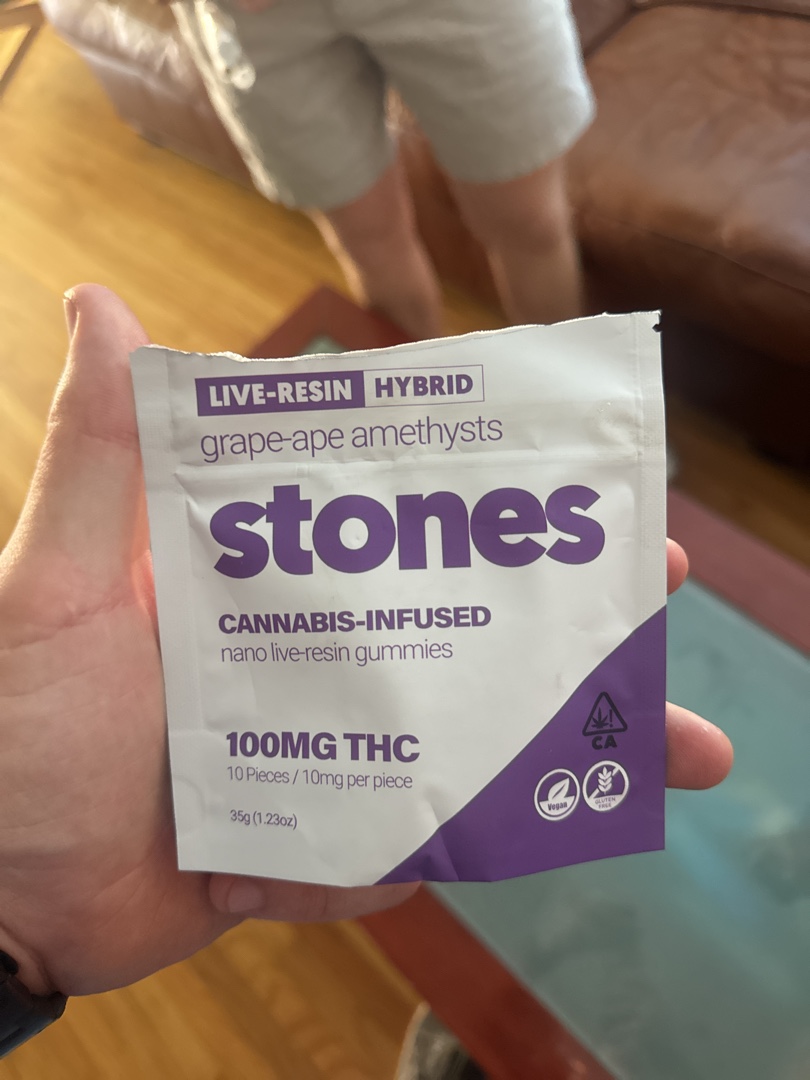 LIVE-RESIN HYBRID
grape-ape amethysts
stones
CANNABIS-INFUSED
nano live-resin gummies
100MG THC
10 Pieces / 10mg per piece
35g (1.23oz)
!
CA
Vegan
GLUTEN
FREE